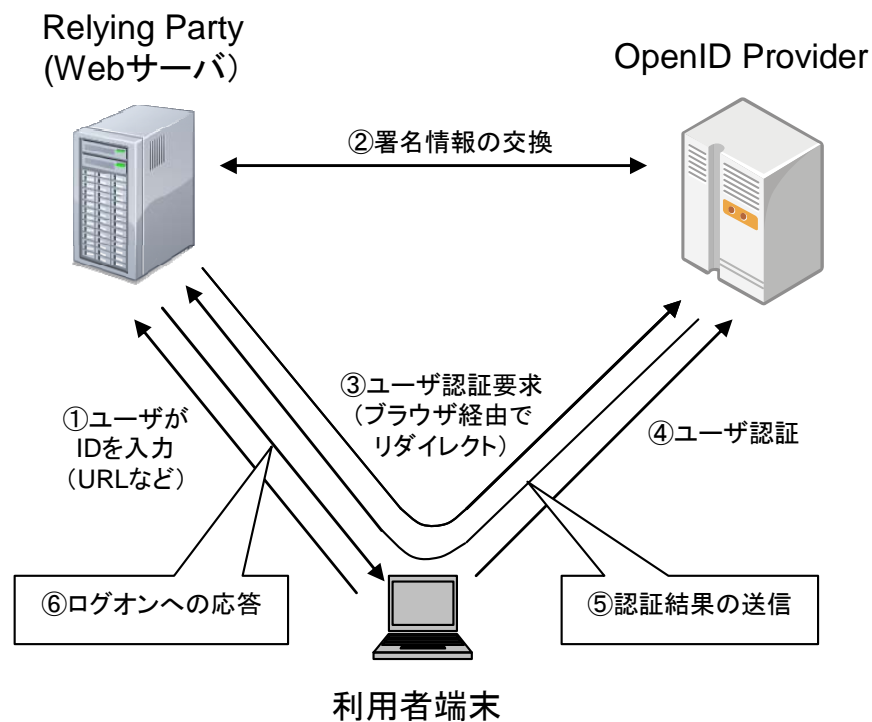 Relying Party
(Webサーバ）
OpenID Provider
②署名情報の交換
①ユーザが
IDを入力
（URLなど）
③ユーザ認証要求
（ブラウザ経由で
リダイレクト）
④ユーザ認証
⑥ログオンへの応答
⑤認証結果の送信
利用者端末